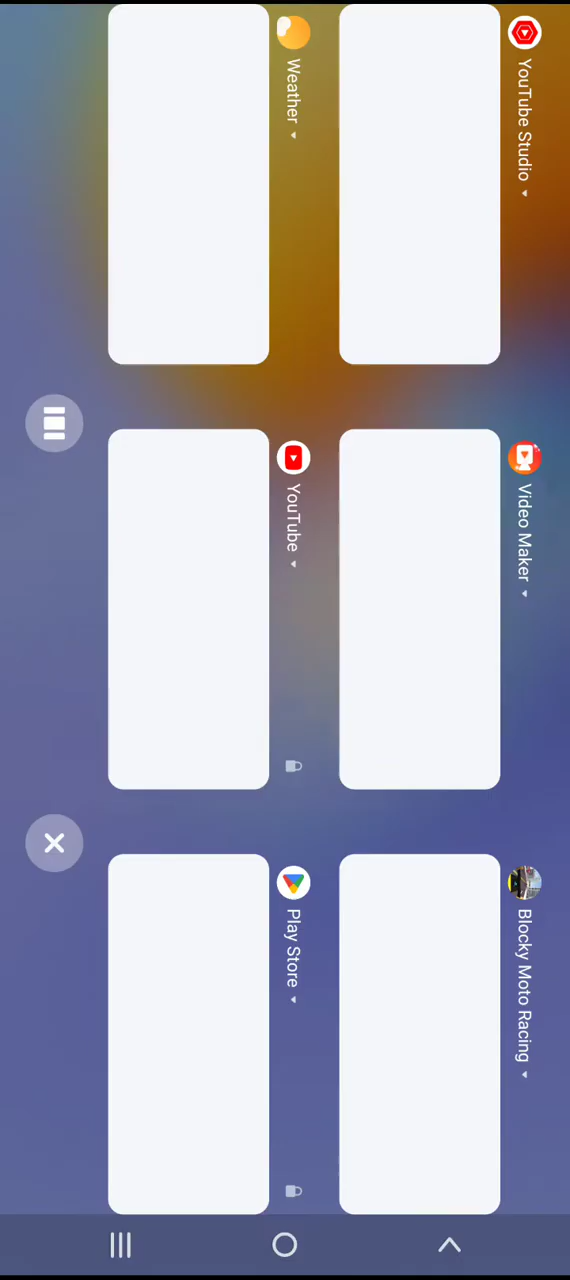 YouTube Studio
Video Maker
Blocky Moto Racing
Weather
YouTube
Play Store